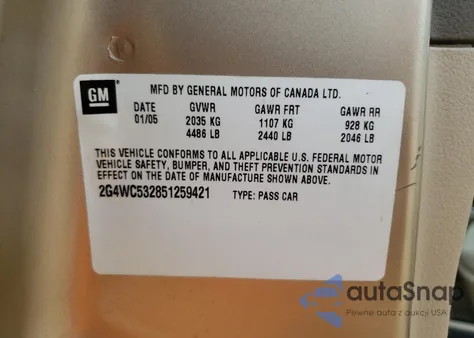 GM
MFD BY GENERAL MOTORS OF CANADA LTD.
DATE GVWR GAWR FRT GAWR RR
01/05 2035 KG 1107 KG 928 KG
4486 LB 2440 LB 2046 LB
THIS VEHICLE CONFORMS TO ALL APPLICABLE U.S. FEDERAL MOTOR
VEHICLE SAFETY, BUMPER, AND THEFT PREVENTION STANDARDS IN
EFFECT ON THE DATE OF MANUFACTURE SHOWN ABOVE.
2G4WC532851259421 TYPE: PASS CAR
autaSnap
Pewne auta z aukcji USA